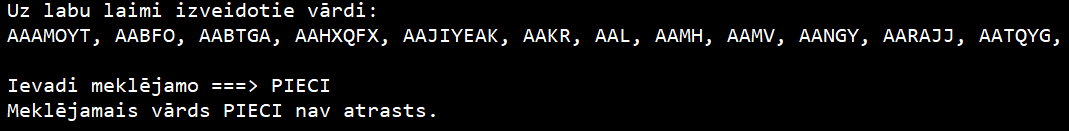 Uz labu laimi izveidotie vārdi:
AAAMOYT, AABFO, AABTGA, AAHXQFX, AAJIYEAK, AAKR, AAL, AAMH, AAMV, AANGY, AARAJJ, AATQYG,
Ievadi meklējamo ===> PIECI
Meklējamais vārds PIECI nav atrasts.